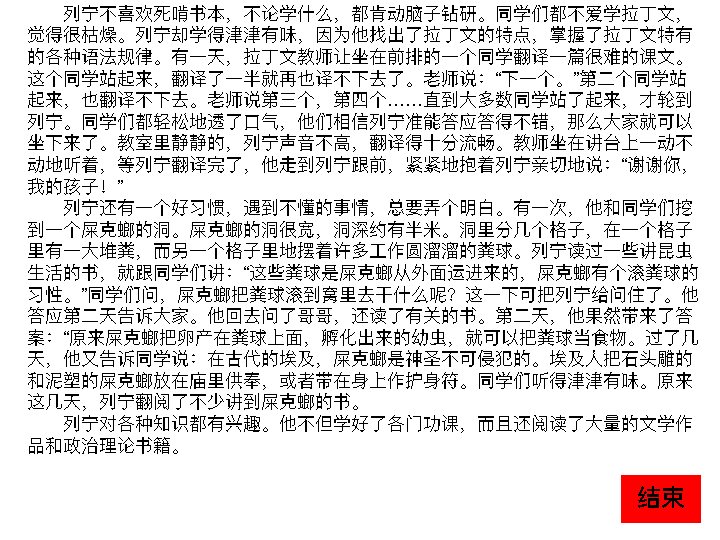 列宁不喜欢死啃书本，不论学什么，都肯动脑子钻研。同学们都不爱学拉丁文，
觉得很枯燥。列宁却学得津津有味，因为他找出了拉丁文的特点，掌握了拉丁文特有
的各种语法规律。有一天，拉丁文教师让坐在前排的一个同学翻译一篇很难的课文。
这个同学站起来，翻译了一半就再也译不下去了。老师说：“下一个。”第二个同学站
起来，也翻译不下去。老师说第三个，第四个……直到大多数同学站了起来，才轮到
列宁。同学们都轻松地透了口气，他们相信列宁准能答应答得不错，那么大家就可以
坐下来了。教室里静静的，列宁声音不高，翻译得十分流畅。教师坐在讲台上一动不
动地听着，等列宁翻译完了，他走到列宁跟前，紧紧地抱着列宁亲切地说：“谢谢你，
我的孩子！”
列宁还有一个好习惯，遇到不懂的事情，总要弄个明白。有一次，他和同学们挖
到一个屎克螂的洞。屎克螂的洞很宽，洞深约有半米。洞里分几个格子，在一个格子
里有一大堆粪，而另一个格子里地摆着许多工作圆溜溜的粪球。列宁读过一些讲昆虫
生活的书，就跟同学们讲：“这些粪球是屎克螂从外面运进来的，屎克螂有个滚粪球的
习性。”同学们问，屎克螂把粪球滚到窝里去干什么呢？这一下可把列宁给问住了。他
答应第二天告诉大家。他回去问了哥哥，还读了有关的书。第二天，他果然带来了答
案：“原来屎克螂把卵产在粪球上面，孵化出来的幼虫，就可以把粪球当食物。过了几
天，他又告诉同学说：在古代的埃及，屎克螂是神圣不可侵犯的。埃及人把石头雕的
和泥塑的屎克螂放在庙里供奉，或者带在身上作护身符。同学们听得津津有味。原来
这几天，列宁翻阅了不少讲到屎克螂的书。
列宁对各种知识都有兴趣。他不但学好了各门功课，而且还阅读了大量的文学作
品和政治理论书籍。
结束